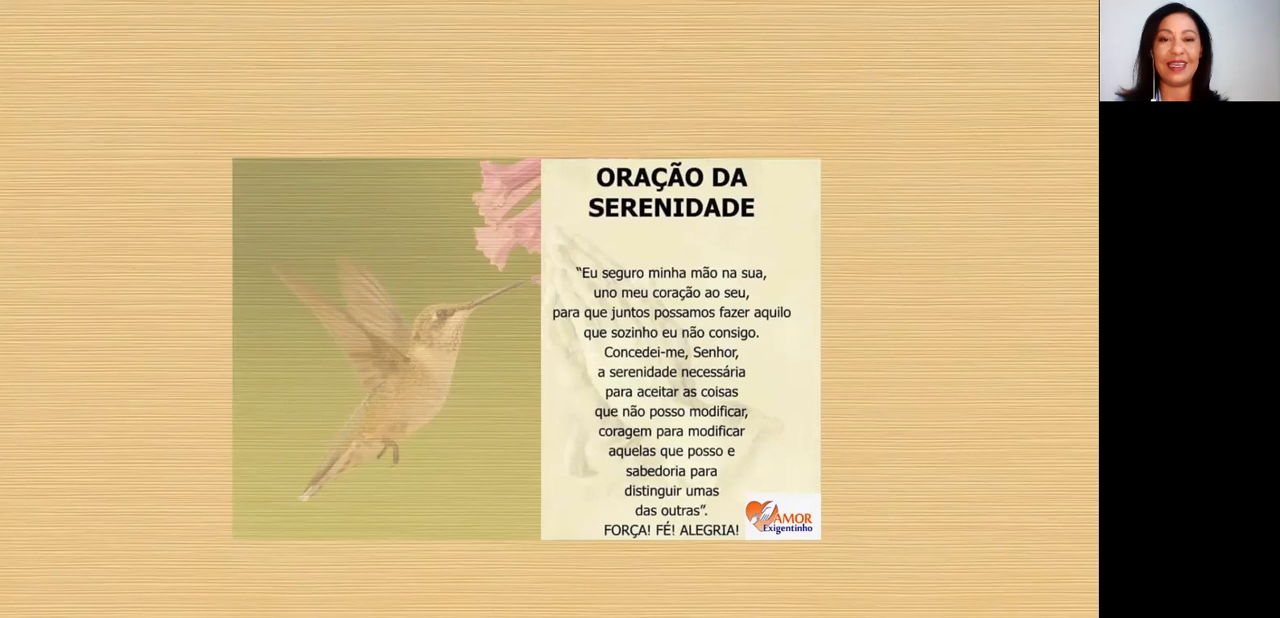 ORAÇÃO DA
SERENIDADE
“Eu seguro minha mão na sua,
uno meu coração ao seu,
para que juntos possamos fazer aquilo
que sozinho eu não consigo.
Concedei-me, Senhor,
a serenidade necessária
para aceitar as coisas
que não posso modificar,
coragem para modificar
aquelas que posso e
sabedoria para
distinguir umas
das outras”.
FORÇA! FÉ! ALEGRIA!
AMOR
Exigentinho